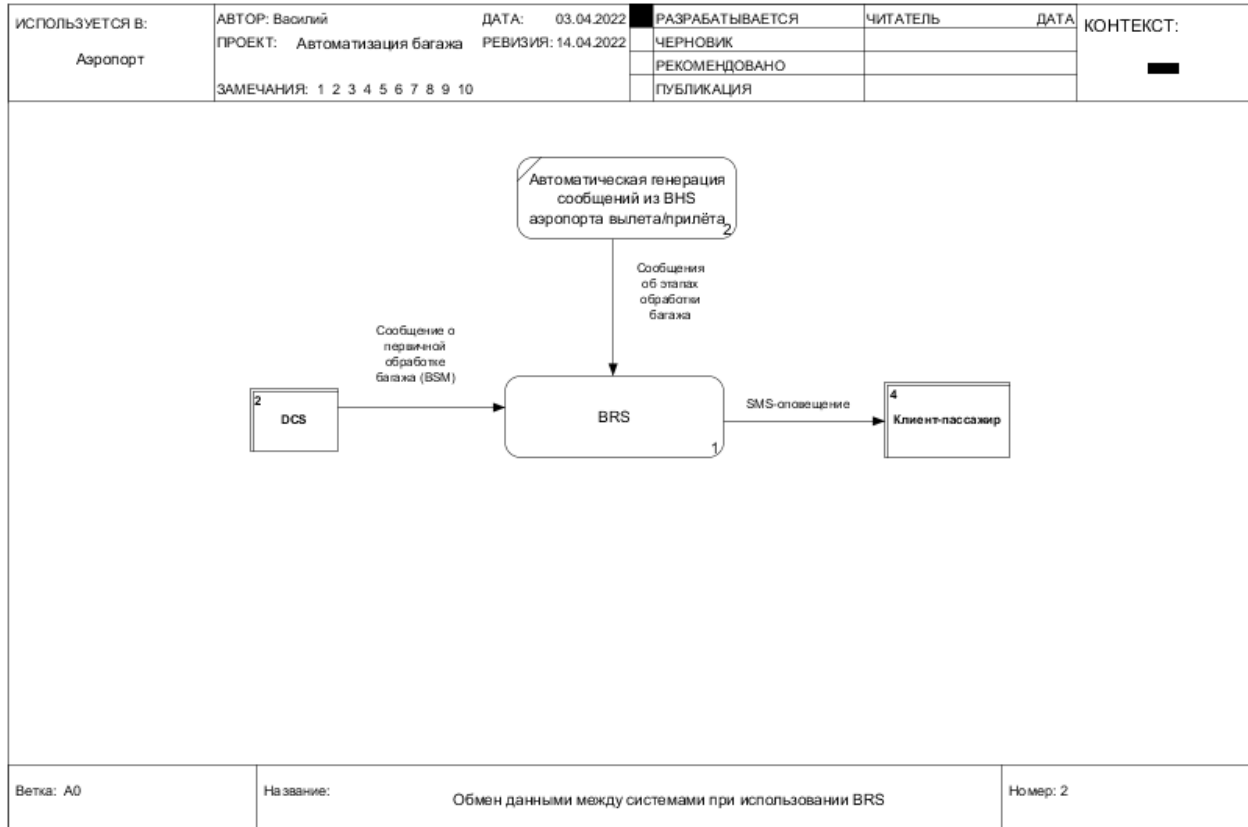 ИСПОЛЬЗУЕТСЯ В:
Аэропорт
АВТОР: Василий
ДАТА: 03.04.2022
ПРОЕКТ: Автоматизация багажа
РЕВИЗИЯ: 14.04.2022
ЗАМЕЧАНИЯ: 1 2 3 4 5 6 7 8 9 10
РАЗРАБАТЫВАЕТСЯ
ЧЕРНОВИК
РЕКОМЕНДОВАНО
ПУБЛИКАЦИЯ
ЧИТАТЕЛЬ ДАТА
КОНТЕКСТ:
Автоматическая генерация
сообщений из BHS
аэропорта вылета/прилёта
2
Сообщения
об этапах
обработки
багажа
Сообщение о
первичной
обработке
багажа (BSM)
2
DCS
BRS
1
SMS-оповещение
4
Клиент-пассажир
Ветка: A0
Название:
Обмен данными между системами при использовании BRS
Номер: 2